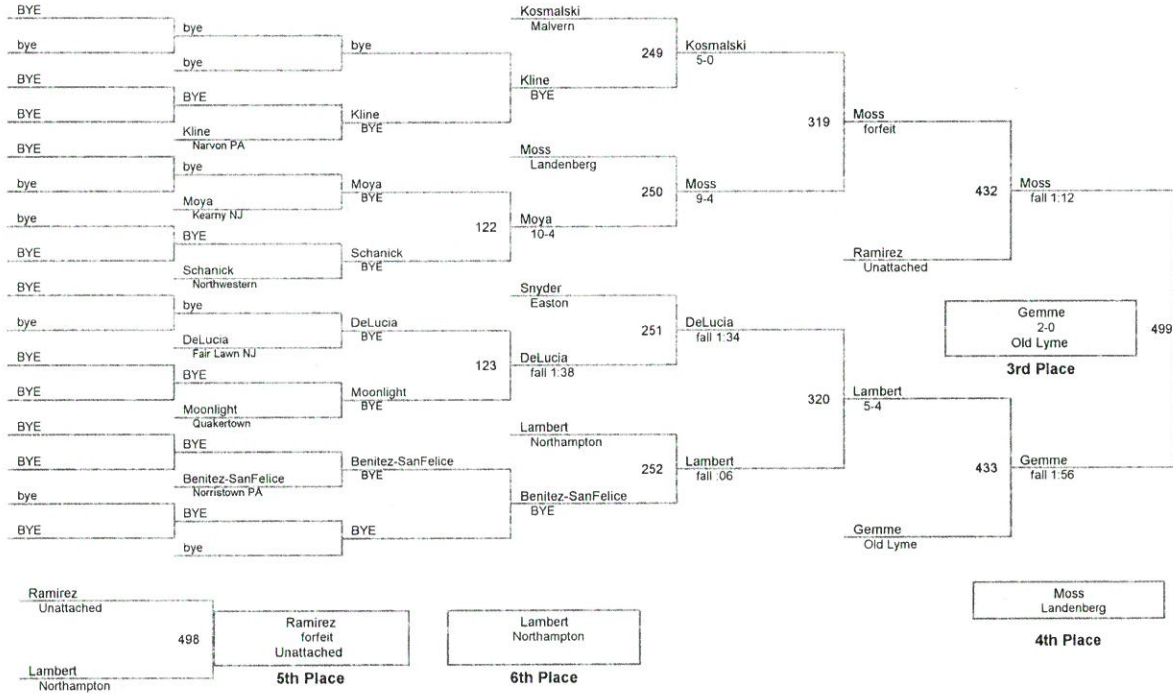 BYE
bye
BYE
BYE
BYE
bye
bye
BYE
BYE
bye
BYE
BYE
BYE
BYE
bye
BYE
bye
bye
BYE
Kline
Narvon PA
bye
Moya
Kearny NJ
BYE
Schanick
Northwestern
bye
DeLucia
Fair Lawn NJ
BYE
Moonlight
Quakertown
BYE
Benitez-SanFelice
Norristown PA
BYE
bye
bye
Kline
BYE
Moya
BYE
122
Schanick
BYE
DeLucia
BYE
123
Moonlight
BYE
Benitez-SanFelice
BYE
BYE
Kosmalski
Malvern
249
Kline
BYE
Moss
Landenberg
250
Moya
10-4
Snyder
Easton
251
DeLucia
fall 1:38
Lambert
Northampton
252
Benitez-SanFelice
BYE
Kosmalski
5-0
319
Moss
9-4
DeLucia
fall 1:34
320
Lambert
fall :06
Moss
forfeit
432
Ramirez
Unattached
Lambert
5-4
433
Gemme
Old Lyme
Moss
fall 1:12
499
Gemme
fall 1:56
Gemme
2-0
Old Lyme
3rd Place
Moss
Landenberg
4th Place
Ramirez
Unattached
498
Lambert
Northampton
Ramirez
forfeit
Unattached
5th Place
Lambert
Northampton
6th Place